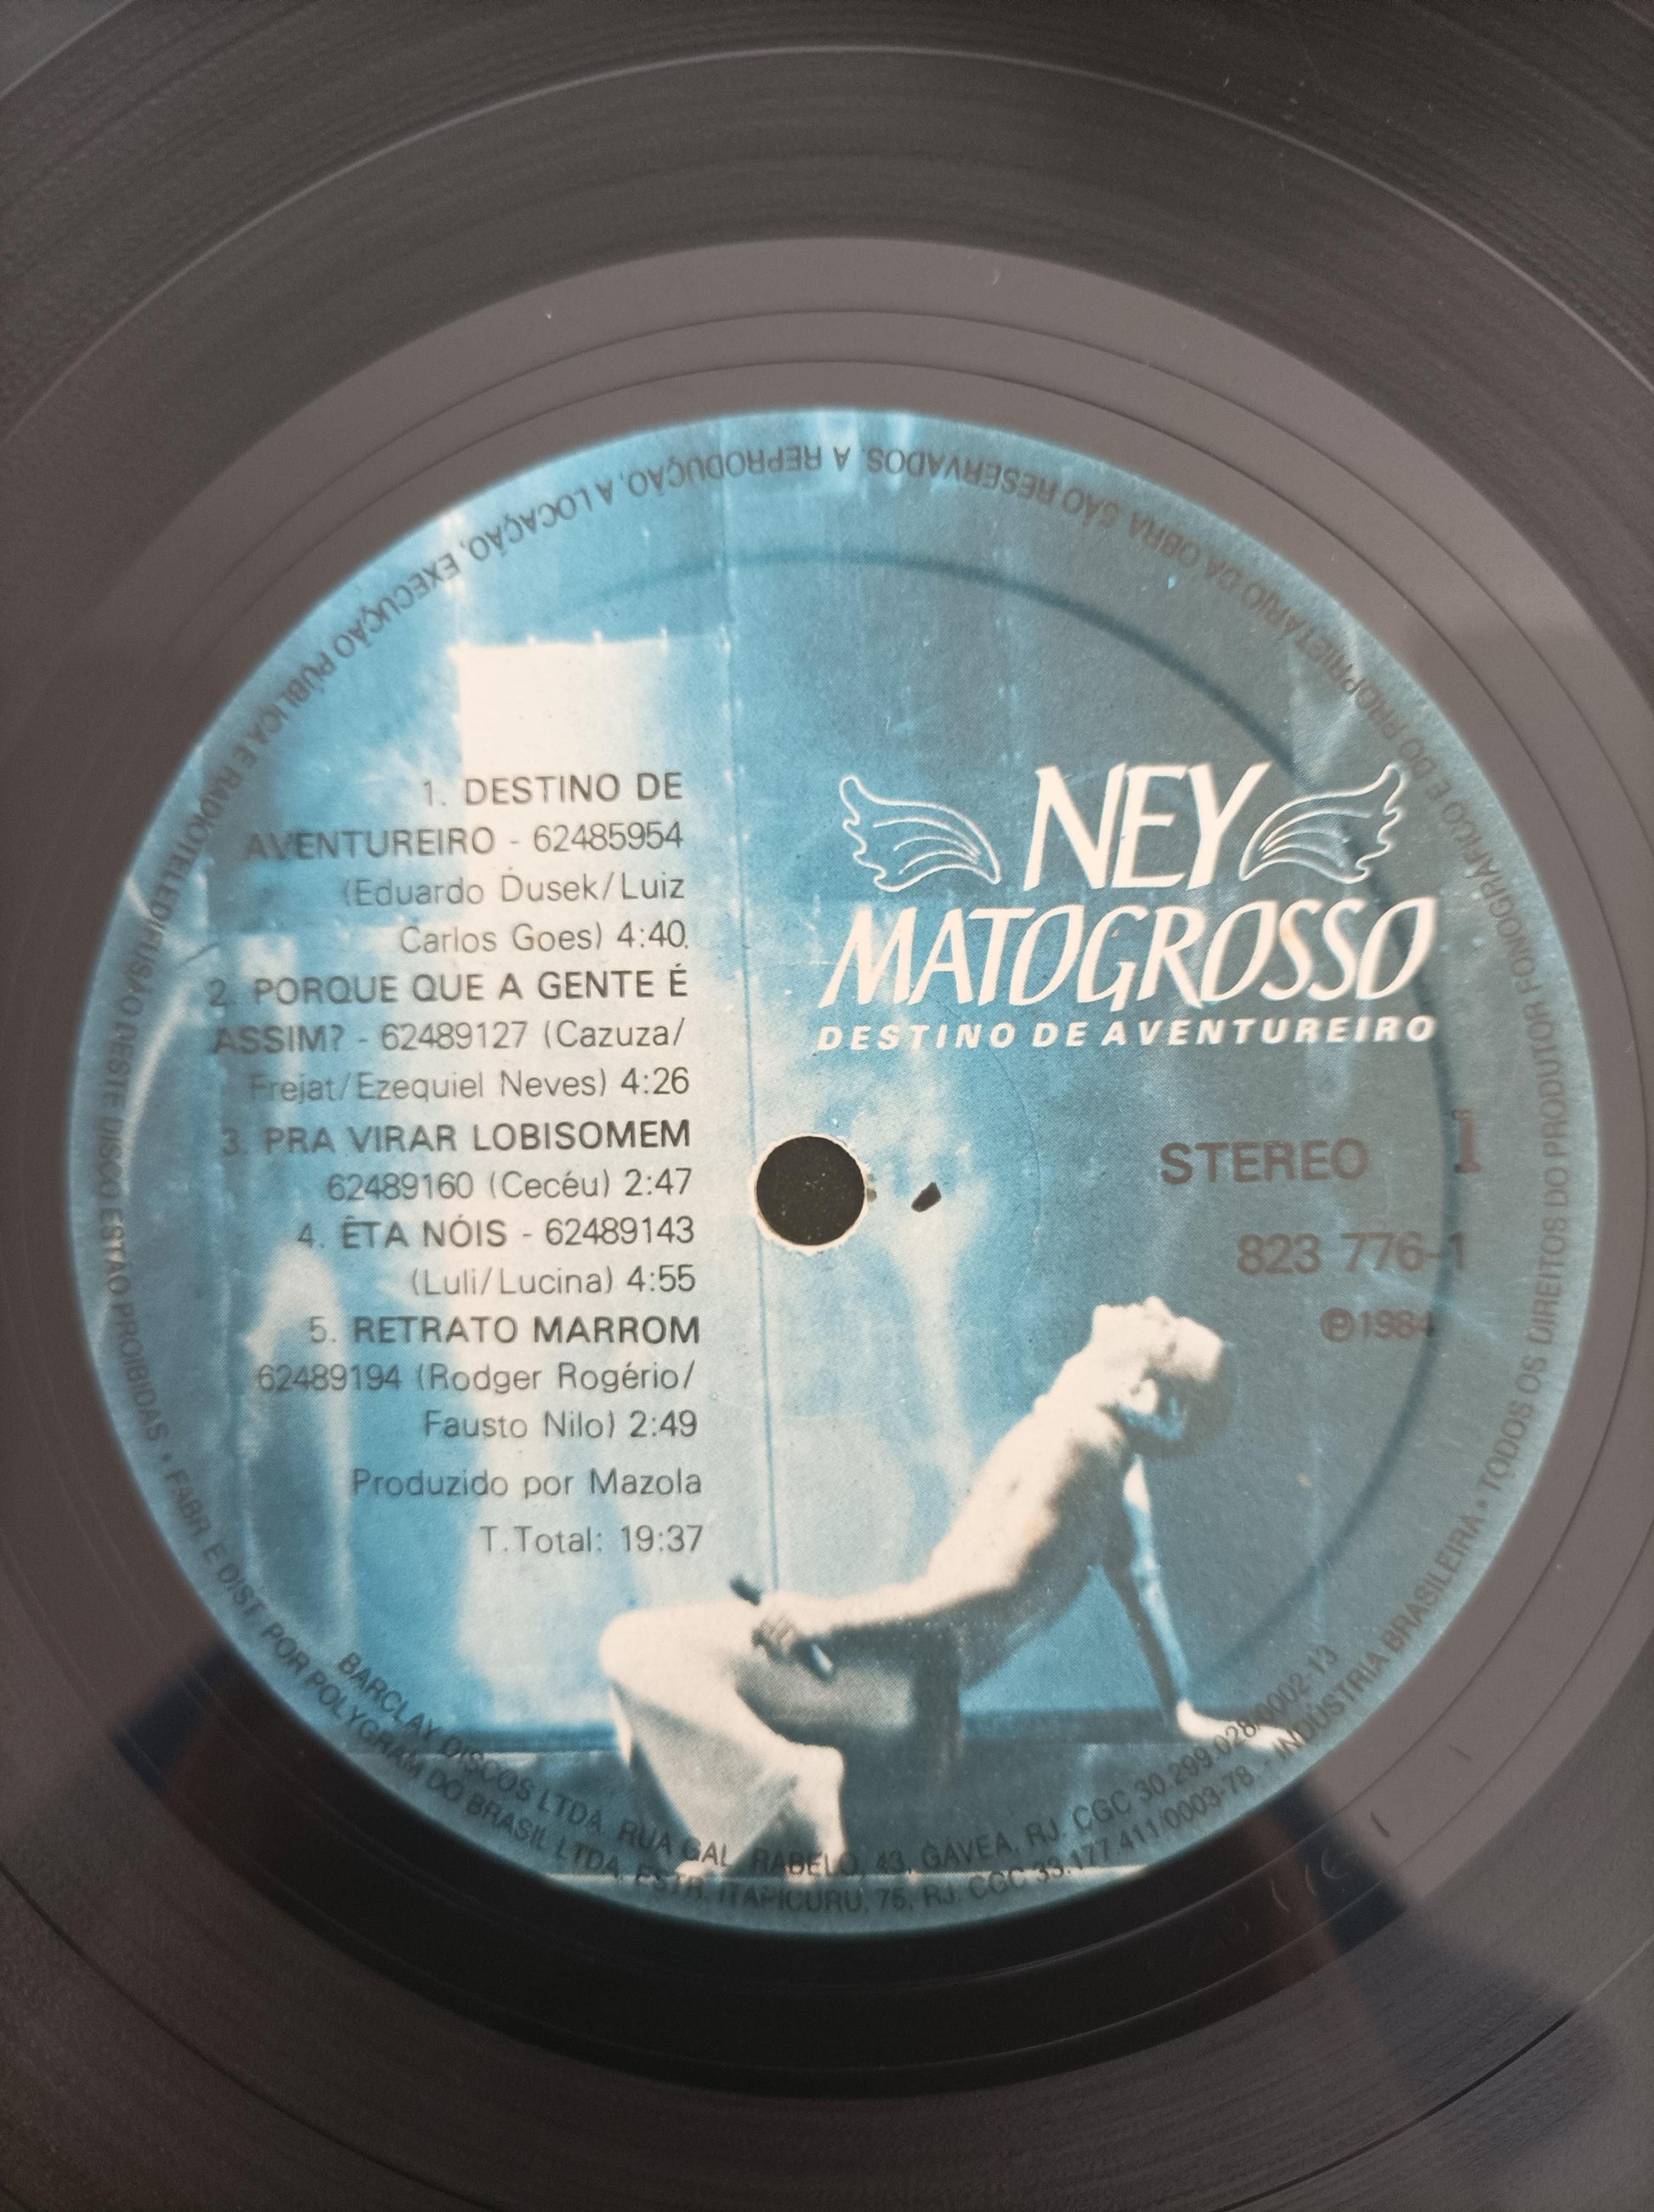 1. DESTINO DE
AVENTUREIRO - 62485954
(Eduardo Dusek/Luiz
Carlos Goes) 4:40
2. PORQUE QUE A GENTE É
ASSIM? - 62489127 (Cazuza/
Frejat/Ezequiel Neves) 4:26
3. PRA VIRAR LOBISOMEM
62489160 (Cecéu) 2:47
4. ÊTA NÓIS - 62489143
(Luli/Lucina) 4:55
5. RETRATO MARROM
62489194 (Rodger Rogério/
Fausto Nilo) 2:49
Produzido por Mazola
T.Total: 19:37
NEY
MATOGROSSO
DESTINO DE AVENTUREIRO
STEREO 1
823 776-1
℗1984
BARCLAY DISCOS LTDA. RUA GAL. RABELO, 43, GÁVEA, RJ. CGC 30.299.028/0002-13
• FABR. E DIST. POR POLYGRAM DO BRASIL LTDA. ESTR. ITAPICURU, 75, RJ. CGC 33.177.411/0003-78. - INDÚSTRIA BRASILEIRA • TODOS OS DIREITOS DO PRODUTOR FONOGRÁFICO E DO PROPRIETÁRIO DA OBRA SÃO RESERVADOS. A REPRODUÇÃO, A LOCAÇÃO, EXECUÇÃO PÚBLICA E RADIOTELEDIFUSÃO DESTE DISCO ESTÃO PROIBIDAS